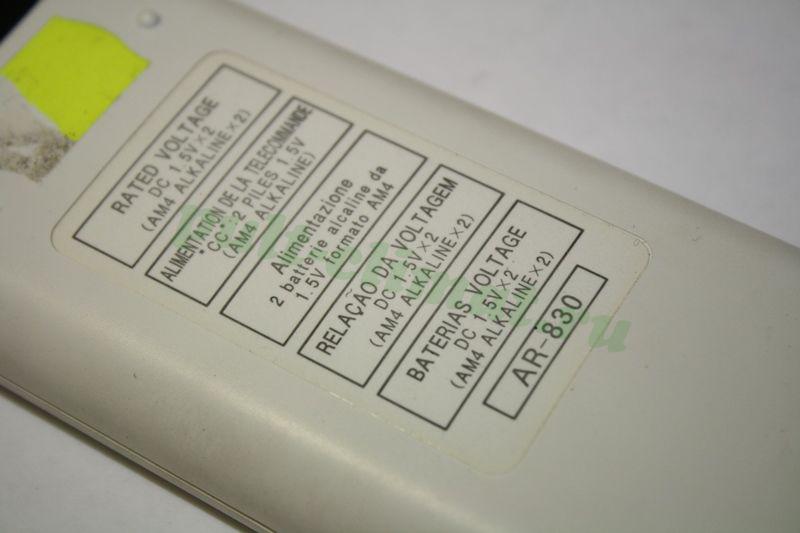 RATED VOLTAGE
DC 1.5V×2
(AM4 ALKALINE×2)
ALIMENTATION DE LA TELECOMMANDE
"CC" 2 PILES 1.5V
(AM4 ALKALINE)
Alimentazione
2 batterie alcaline da
1.5V formato AM4
RELAÇÃO DA VOLTAGEM
DC 1.5V×2
(AM4 ALKALINE×2)
BATERIAS VOLTAGE
DC 1.5V×2
(AM4 ALKALINE×2)
AR-830